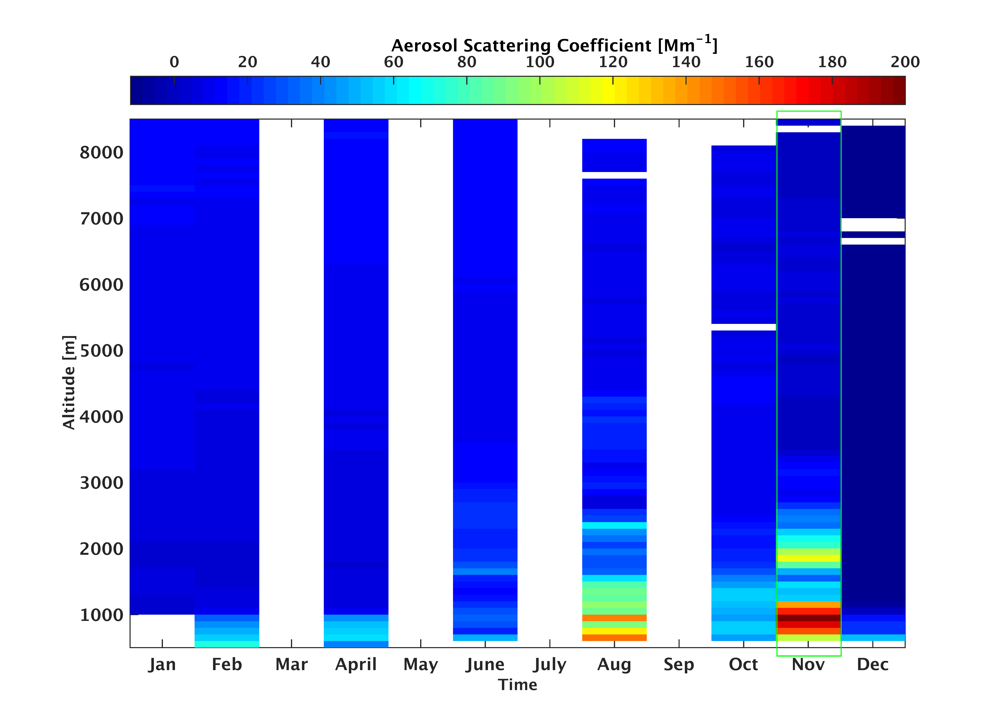 Aerosol Scattering Coefficient [Mm⁻¹]
0 20 40 60 80 100 120 140 160 180 200
8000
7000
6000
5000
4000
3000
2000
1000
Altitude [m]
Jan Feb Mar April May June July Aug Sep Oct Nov Dec
Time